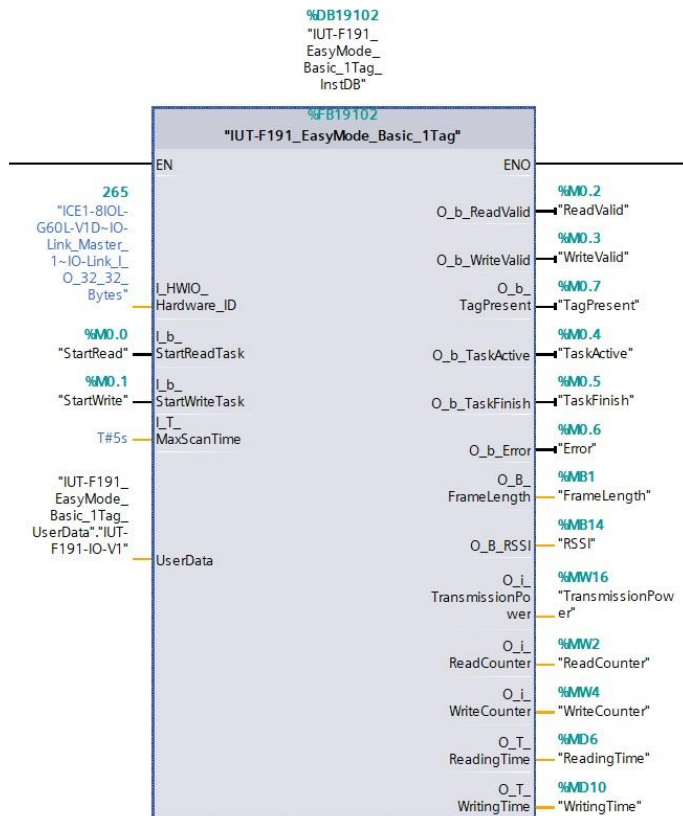 %DB19102
"IUT-F191_
EasyMode_
Basic_1Tag_
InstDB"
%FB19102
"IUT-F191_EasyMode_Basic_1Tag"
EN
ENO
265
"ICE1-8IOL-
G60L-V1D~IO-
Link_Master_
1~IO-Link_I_
O_32_32_
Bytes"
I_HWIO_
Hardware_ID
%M0.0
"StartRead"
I_b_
StartReadTask
%M0.1
"StartWrite"
I_b_
StartWriteTask
T#5s
I_T_
MaxScanTime
"IUT-F191_
EasyMode_
Basic_1Tag_
UserData"."IUT-
F191-IO-V1"
UserData
O_b_ReadValid
%M0.2
"ReadValid"
O_b_WriteValid
%M0.3
"WriteValid"
O_b_
TagPresent
%M0.7
"TagPresent"
O_b_TaskActive
%M0.4
"TaskActive"
O_b_TaskFinish
%M0.5
"TaskFinish"
O_b_Error
%M0.6
"Error"
O_B_
FrameLength
%MB1
"FrameLength"
O_B_RSSI
%MB14
"RSSI"
O_i_
TransmissionPo
wer
%MW16
"TransmissionPow
er"
O_i_
ReadCounter
%MW2
"ReadCounter"
O_i_
WriteCounter
%MW4
"WriteCounter"
O_T_
ReadingTime
%MD6
"ReadingTime"
O_T_
WritingTime
%MD10
"WritingTime"